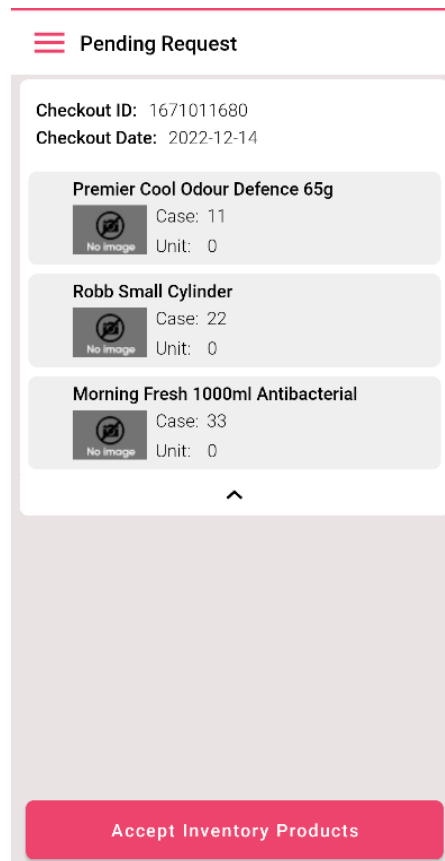 Pending Request
Checkout ID: 1671011680
Checkout Date: 2022-12-14
Premier Cool Odour Defence 65g
No image
Case: 11
Unit: 0
Robb Small Cylinder
No image
Case: 22
Unit: 0
Morning Fresh 1000ml Antibacterial
No image
Case: 33
Unit: 0
Accept Inventory Products